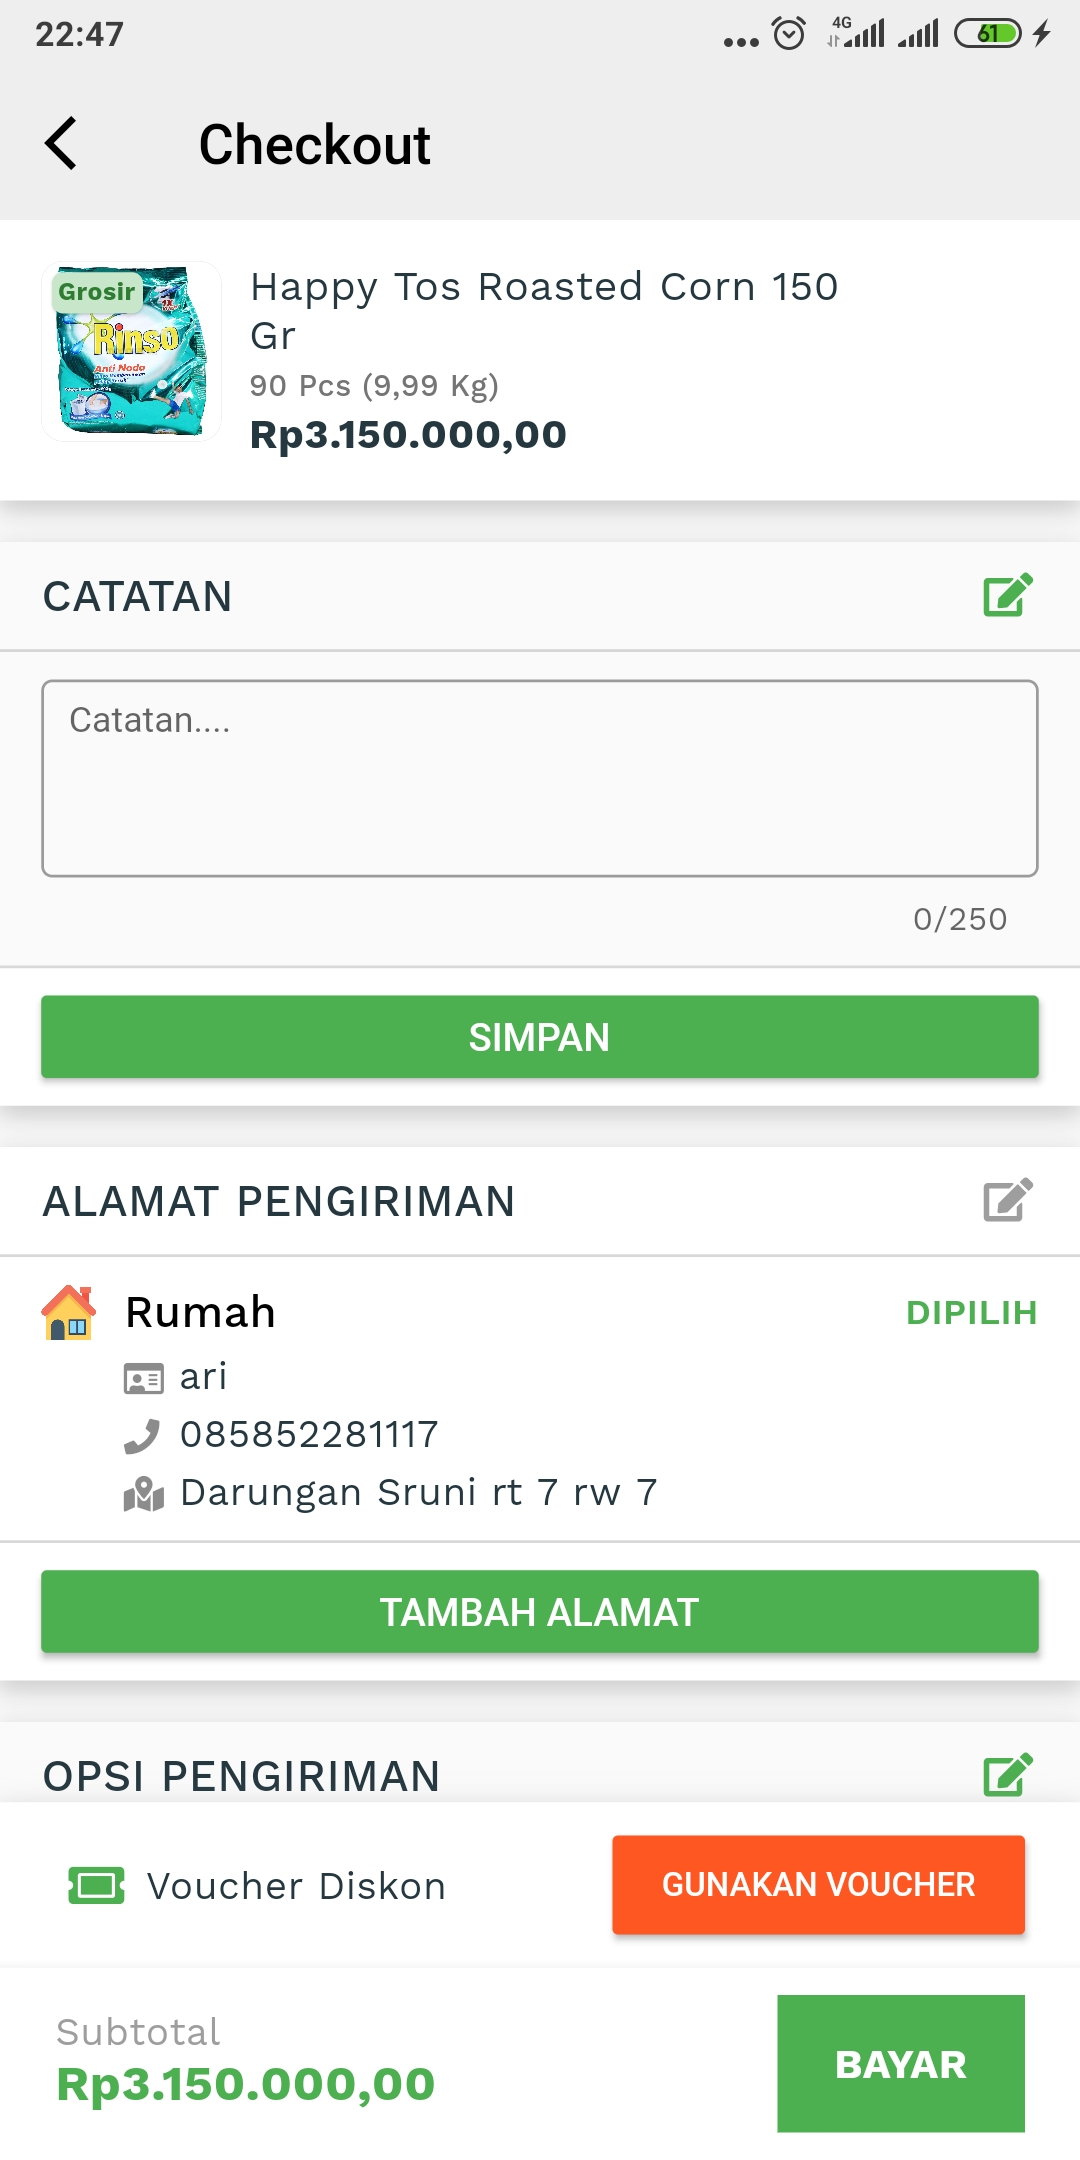 22:47
4G
61
Checkout
Grosir
Rinso
Anti Noda
Happy Tos Roasted Corn 150
Gr
90 Pcs (9,99 Kg)
Rp3.150.000,00
CATATAN
Catatan....
0/250
SIMPAN
ALAMAT PENGIRIMAN
Rumah
DIPILIH
ari
085852281117
Darungan Sruni rt 7 rw 7
TAMBAH ALAMAT
OPSI PENGIRIMAN
Voucher Diskon
GUNAKAN VOUCHER
Subtotal
Rp3.150.000,00
BAYAR